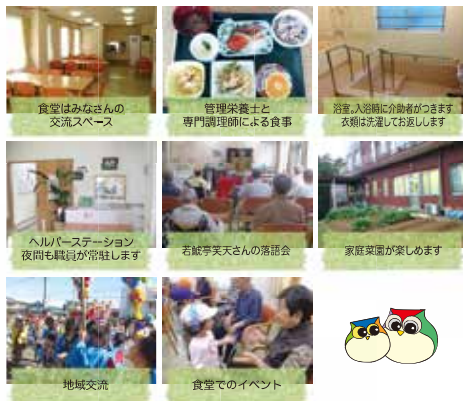 食堂はみなさんの
交流スペース
管理栄養士と
専門調理師による食事
浴室。入浴時に介助者がつきます
衣類は洗濯してお返しします
ヘルパーステーション
夜間も職員が常駐します
若鯱亭笑天さんの落語会
家庭菜園が楽しめます
地域交流
食堂でのイベント